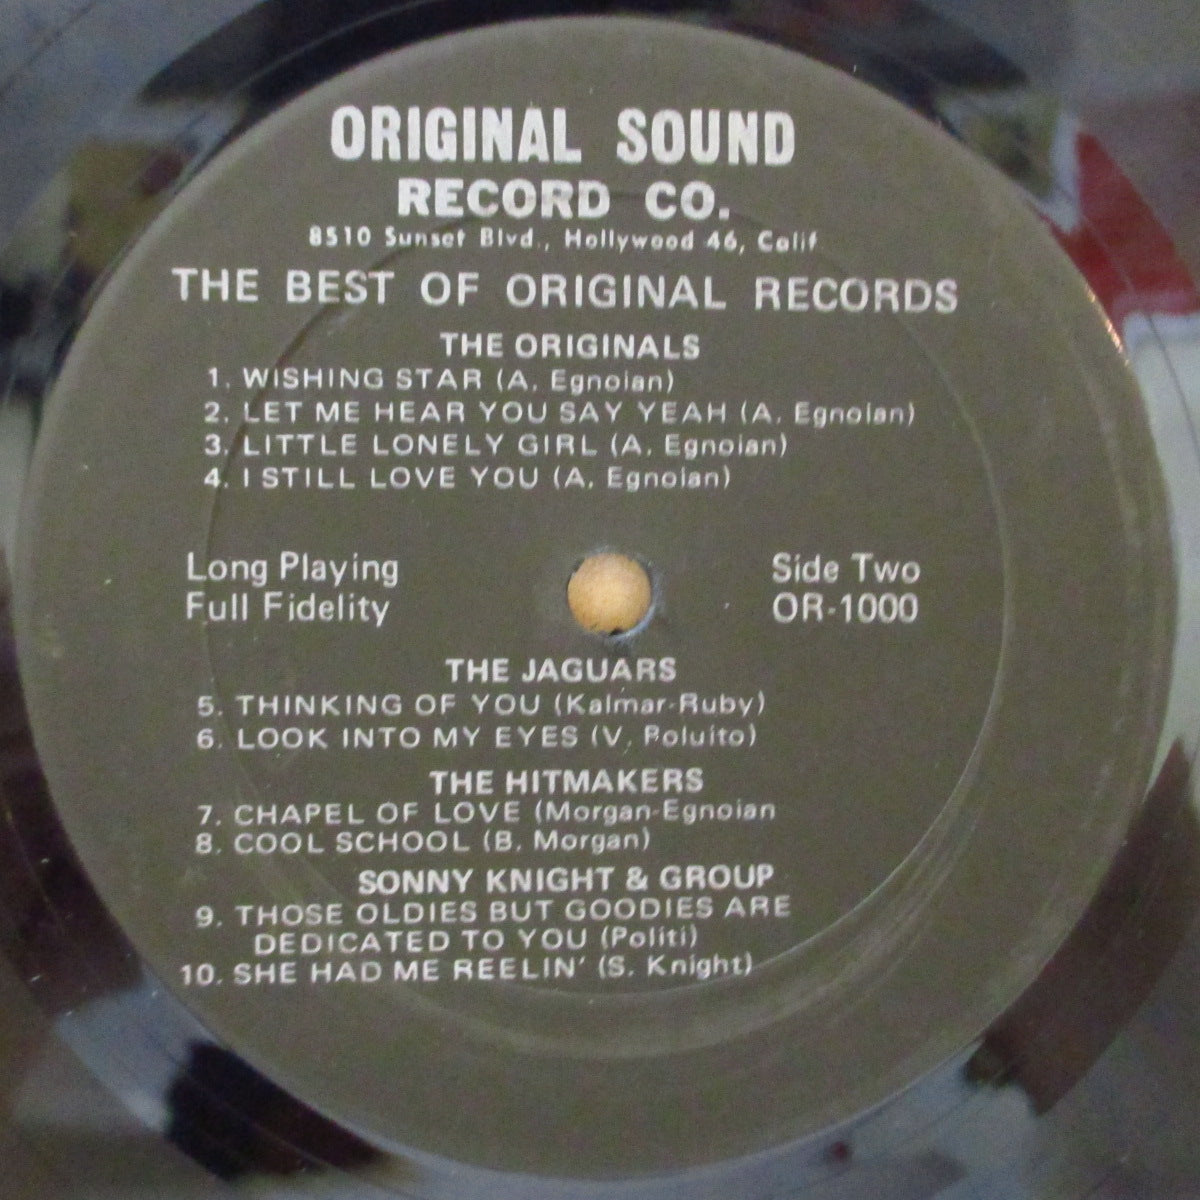 ORIGINAL SOUND
RECORD CO.
8510 Sunset Blvd., Hollywood 46, Calif
THE BEST OF ORIGINAL RECORDS
THE ORIGINALS
1. WISHING STAR (A. Egnoian)
2. LET ME HEAR YOU SAY YEAH (A. Egnoian)
3. LITTLE LONELY GIRL (A. Egnoian)
4. I STILL LOVE YOU (A. Egnoian)
Long Playing
Full Fidelity
Side Two
OR-1000
THE JAGUARS
5. THINKING OF YOU (Kalmar-Ruby)
6. LOOK INTO MY EYES (V. Poluito)
THE HITMAKERS
7. CHAPEL OF LOVE (Morgan-Egnoian
8. COOL SCHOOL (B. Morgan)
SONNY KNIGHT & GROUP
9. THOSE OLDIES BUT GOODIES ARE
DEDICATED TO YOU (Politi)
10. SHE HAD ME REELIN' (S. Knight)